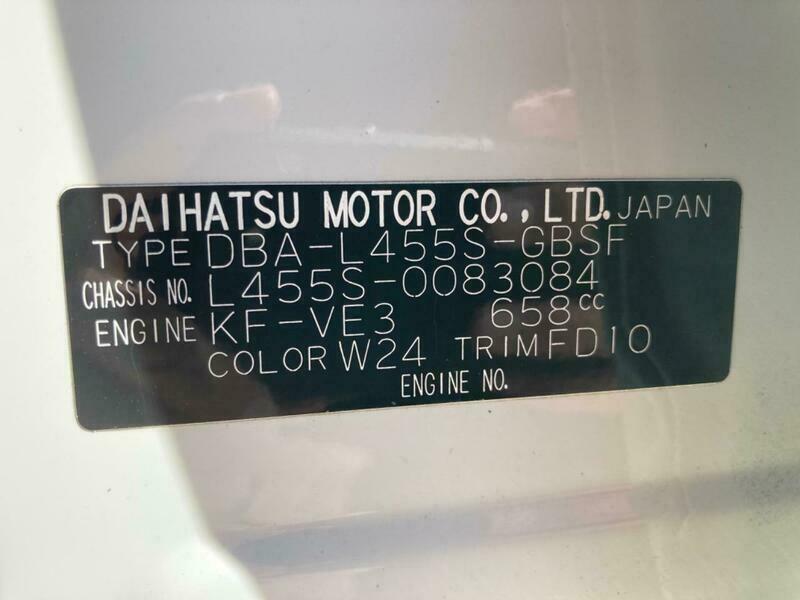 DAIHATSU MOTOR CO., LTD. JAPAN
TYPE DBA-L455S-GBSF
CHASSIS NO. L455S-0083084
ENGINE KF-VE3 658cc
COLOR W24 TRIM FD10
ENGINE NO.